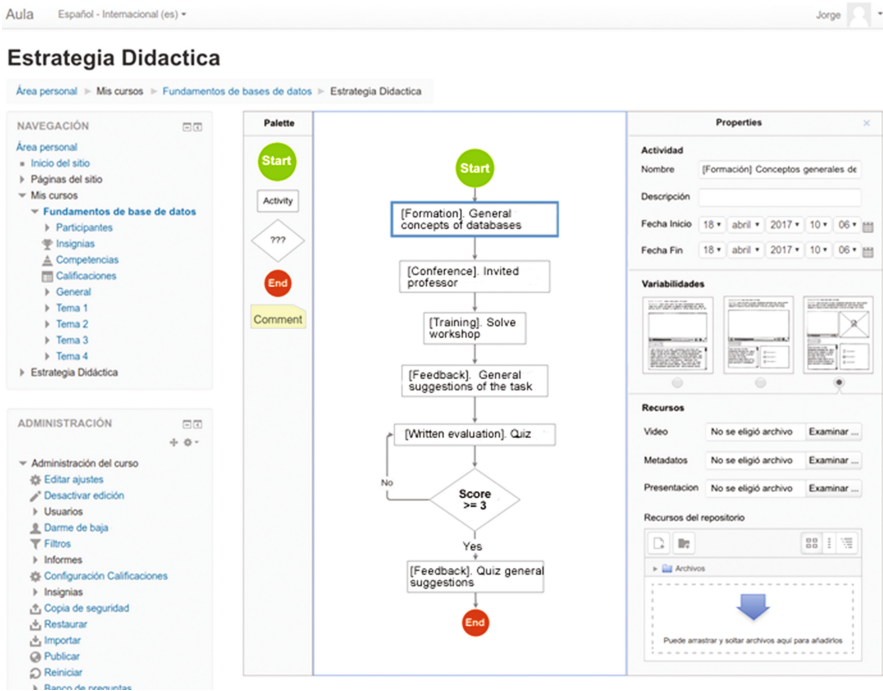 Aula
Español - Internacional (es)
Jorge
Estrategia Didactica
Área personal
Mis cursos
Fundamentos de bases de datos
Estrategia Didactica
NAVEGACIÓN
Área personal
Inicio del sitio
Páginas del sitio
Mis cursos
Fundamentos de base de datos
Participantes
Insignias
Competencias
Calificaciones
General
Tema 1
Tema 2
Tema 3
Tema 4
Estrategia Didáctica
ADMINISTRACIÓN
Administración del curso
Editar ajustes
Desactivar edición
Usuarios
Darme de baja
Filtros
Informes
Configuración Calificaciones
Insignias
Copia de seguridad
Restaurar
Importar
Publicar
Reiniciar
Banco de preguntas
Palette
Start
Activity
???
End
Comment
Start
[Formation]. General
concepts of databases
[Conference]. Invited
professor
[Training]. Solve
workshop
[Feedback]. General
suggestions of the task
[Written evaluation]. Quiz
No
Score
>= 3
Yes
[Feedback]. Quiz general
suggestions
End
Properties
Actividad
Nombre [Formación] Conceptos generales de
Descripción
Fecha Inicio 18 abril 2017 10 06
Fecha Fin 18 abril 2017 10 06
Variabilidades
Recursos
Video No se eligió archivo Examinar ...
Metadatos No se eligió archivo Examinar ...
Presentacion No se eligió archivo Examinar ...
Recursos del repositorio
Archivos
Puede arrastrar y soltar archivos aquí para añadirlos